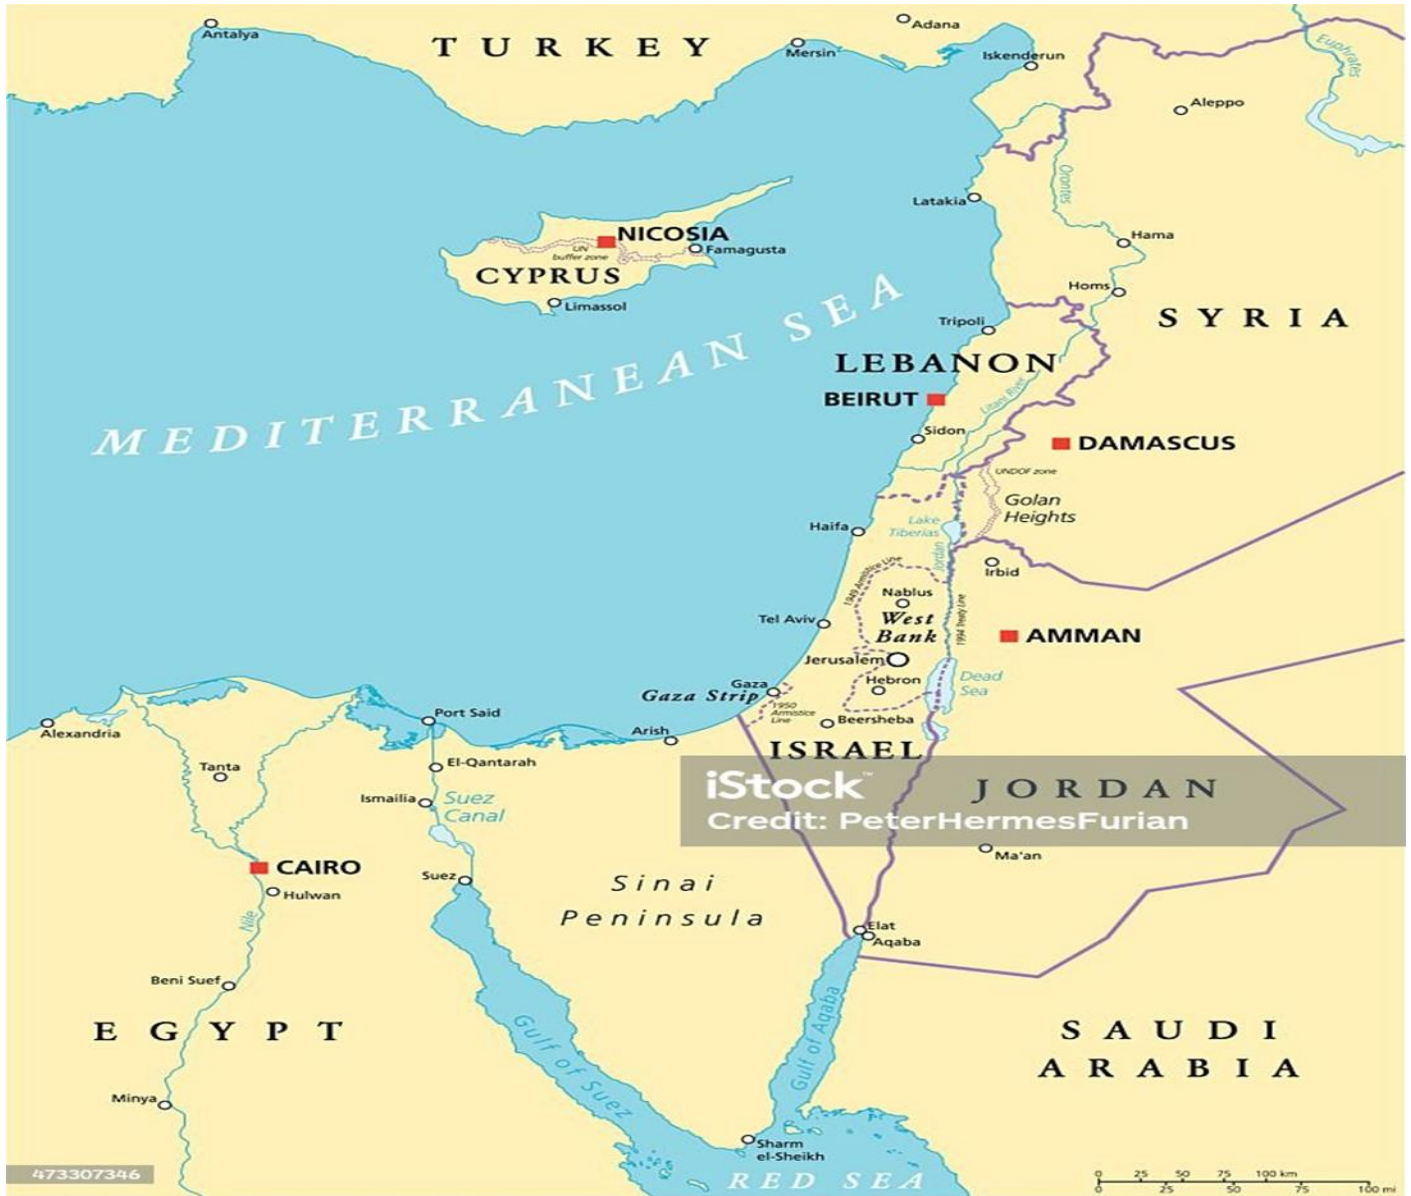 Antalya
TURKEY
Mersin
Adana
Iskenderun
Euphrates
Aleppo
Orontes
Latakia
Hama
NICOSIA
UN
buffer zone
Famagusta
CYPRUS
Limassol
Homs
SYRIA
MEDITERRANEAN SEA
Tripoli
LEBANON
BEIRUT
Litani River
Sidon
DAMASCUS
UNDOF zone
Golan
Heights
Haifa
Lake
Tiberias
Jordan
Irbid
1949 Armistice Line
Nablus
West
Bank
1994 Treaty Line
Tel Aviv
AMMAN
Jerusalem
Hebron
Dead
Sea
Gaza
Gaza Strip
1950
Armistice
Line
Beersheba
ISRAEL
Alexandria
Port Said
Arish
Tanta
El-Qantarah
Ismailia
Suez
Canal
iStock™
Credit: PeterHermesFurian
JORDAN
Ma'an
CAIRO
Hulwan
Suez
Sinai
Peninsula
Nile
Elat
Aqaba
Beni Suef
EGYPT
Gulf of Suez
Gulf of Aqaba
SAUDI
ARABIA
Minya
Sharm
el-Sheikh
RED SEA
473307346
0 25 50 75 100 km
0 25 50 75 100 mi